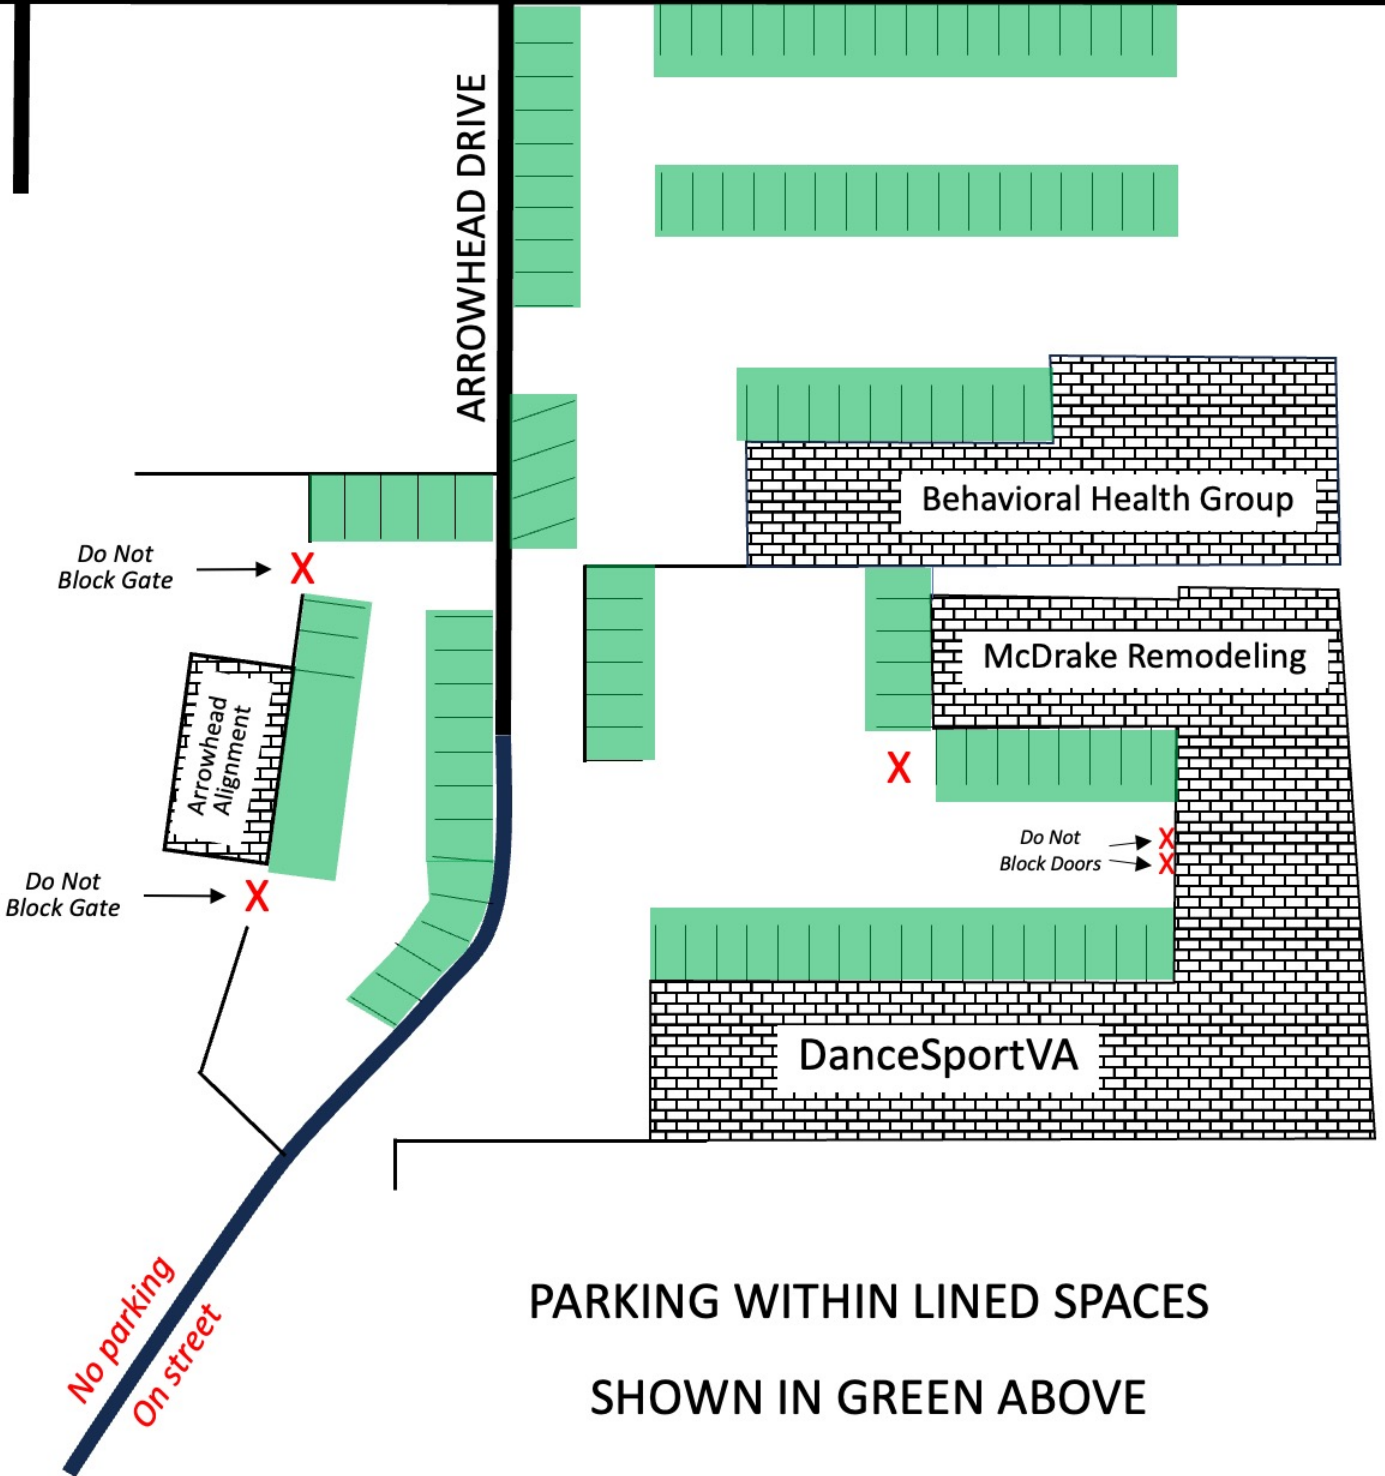 ARROWHEAD DRIVE
Behavioral Health Group
Do Not
Block Gate
X
McDrake Remodeling
Arrowhead
Alignment
X
Do Not
Block Doors
X
X
Do Not
Block Gate
X
DanceSportVA
No parking
On street
PARKING WITHIN LINED SPACES
SHOWN IN GREEN ABOVE